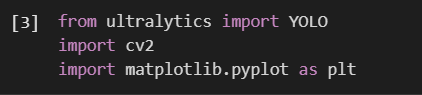 [3] from ultralytics import YOLO
import cv2
import matplotlib.pyplot as plt